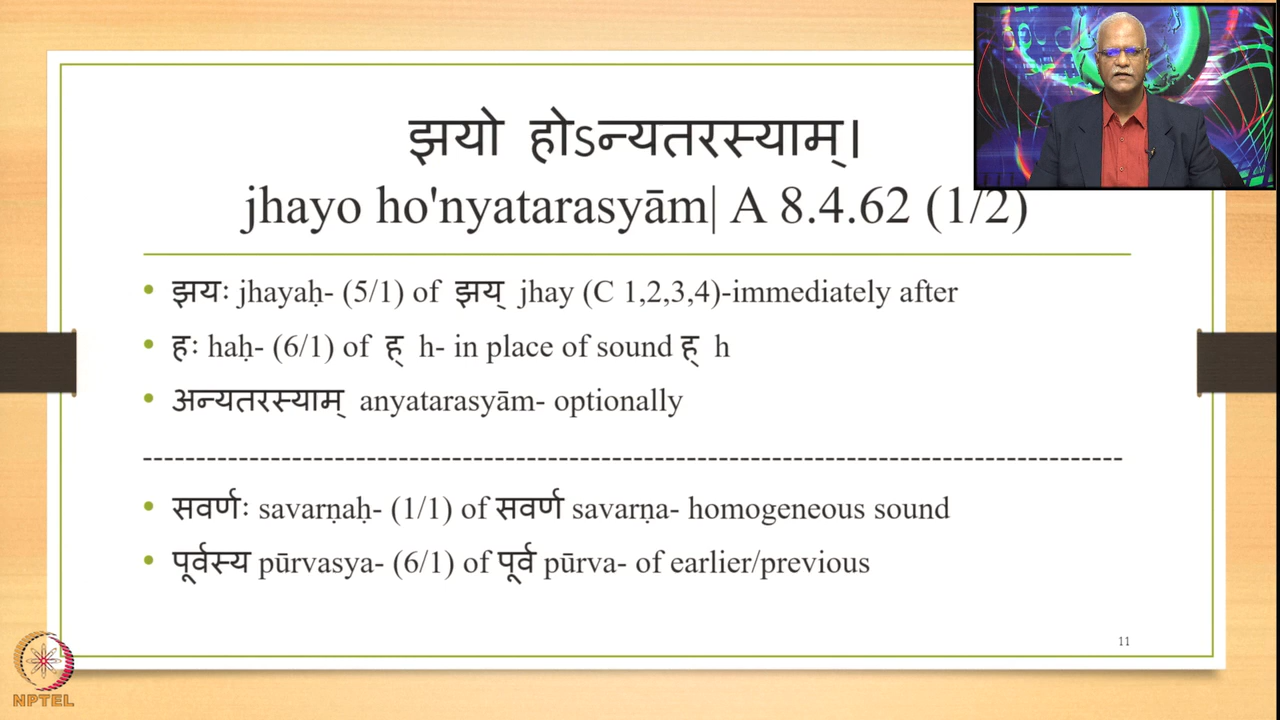 झयो होऽन्यतरस्याम्।
jhayo ho'nyatarasyām| A 8.4.62 (1/2)
• झयः jhayaḥ- (5/1) of झय् jhay (C 1,2,3,4)-immediately after
• हः haḥ- (6/1) of ह् h- in place of sound ह् h
• अन्यतरस्याम् anyatarasyām- optionally
• सवर्णः savarṇaḥ- (1/1) of सवर्ण savarṇa- homogeneous sound
• पूर्वस्य pūrvasya- (6/1) of पूर्व pūrva- of earlier/previous
11
NPTEL